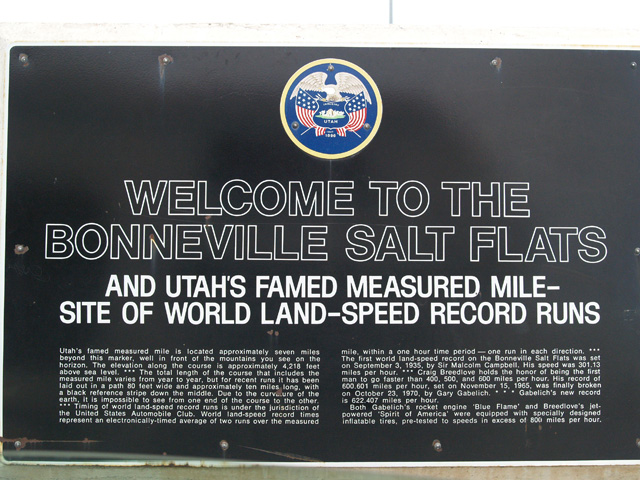 UTAH
1896
WELCOME TO THE
BONNEVILLE SALT FLATS
AND UTAH'S FAMED MEASURED MILE–
SITE OF WORLD LAND–SPEED RECORD RUNS
Utah's famed measured mile is located approximately seven miles
beyond this marker, well in front of the mountains you see on the
horizon. The elevation along the course is approximately 4,218 feet
above sea level. *** The total length of the course that includes the
measured mile varies from year to year, but for recent runs it has been
laid out in a path 80 feet wide and approximately ten miles long, with
a black reference stripe down the middle. Due to the curvature of the
earth, it is impossible to see from one end of the course to the other.
*** Timing of world land-speed record runs is under the jurisdiction of
the United States Automobile Club. World land-speed record times
represent an electronically-timed average of two runs over the measured
mile, within a one hour time period — one run in each direction. ***
The first world land-speed record on the Bonneville Salt Flats was set
on September 3, 1935, by Sir Malcolm Campbell. His speed was 301.13
miles per hour. *** Craig Breedlove holds the honor of being the first
man to go faster than 400, 500, and 600 miles per hour. His record of
600.601 miles per hour, set on November 15, 1965, was finally broken
on October 23, 1970, by Gary Gabelich. * * * Gabelich's new record
is 622.407 miles per hour.
Both Gabelich's rocket engine 'Blue Flame' and Breedlove's jet-
powered 'Spirit of America' were equipped with specially designed
inflatable tires, pre-tested to speeds in excess of 800 miles per hour.